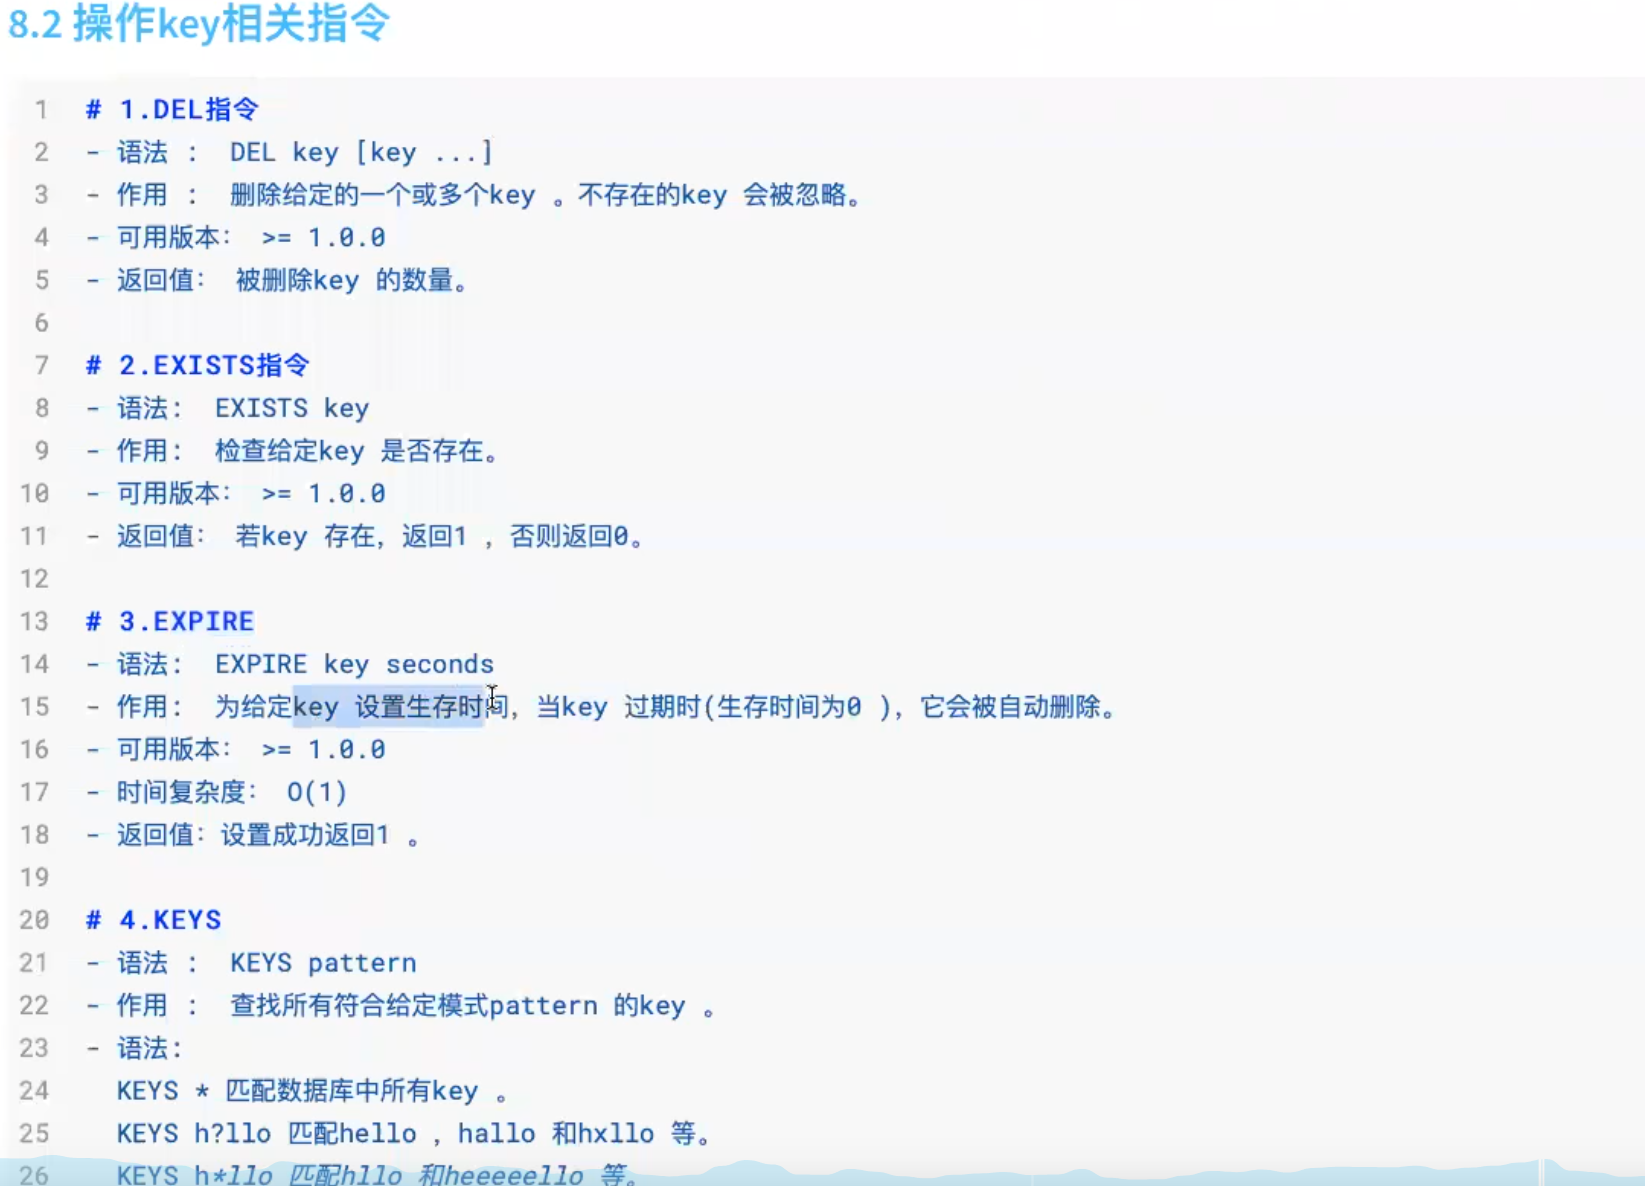 8.2 操作key相关指令
1 # 1.DEL指令
2 - 语法 : DEL key [key ...]
3 - 作用 : 删除给定的一个或多个key 。不存在的key 会被忽略。
4 - 可用版本: >= 1.0.0
5 - 返回值: 被删除key 的数量。
6
7 # 2.EXISTS指令
8 - 语法: EXISTS key
9 - 作用: 检查给定key 是否存在。
10 - 可用版本: >= 1.0.0
11 - 返回值: 若key 存在, 返回1 , 否则返回0。
12
13 # 3.EXPIRE
14 - 语法: EXPIRE key seconds
15 - 作用: 为给定key 设置生存时间, 当key 过期时(生存时间为0 ), 它会被自动删除。
16 - 可用版本: >= 1.0.0
17 - 时间复杂度: O(1)
18 - 返回值: 设置成功返回1 。
19
20 # 4.KEYS
21 - 语法 : KEYS pattern
22 - 作用 : 查找所有符合给定模式pattern 的key 。
23 - 语法:
24 KEYS * 匹配数据库中所有key 。
25 KEYS h?llo 匹配hello , hallo 和hxllo 等。
26 KEYS h*llo 匹配hllo 和heeeeello 等。